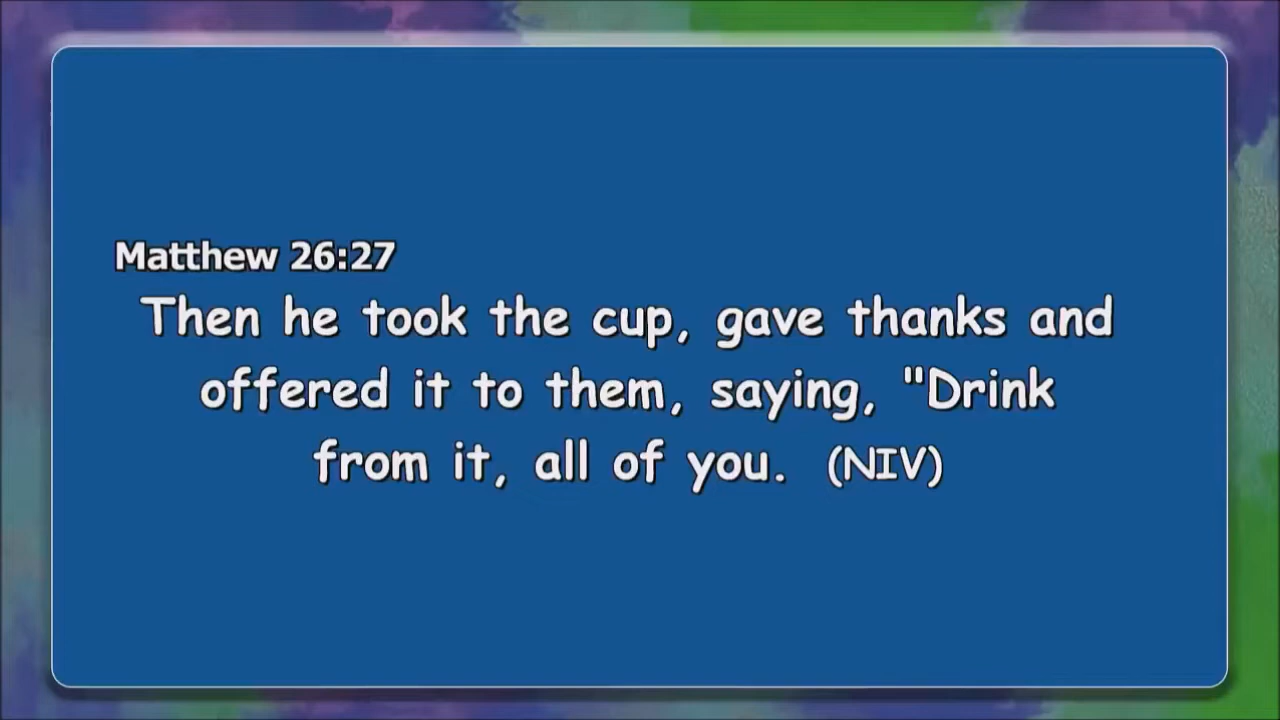 Matthew 26:27
Then he took the cup, gave thanks and
offered it to them, saying, "Drink
from it, all of you. (NIV)